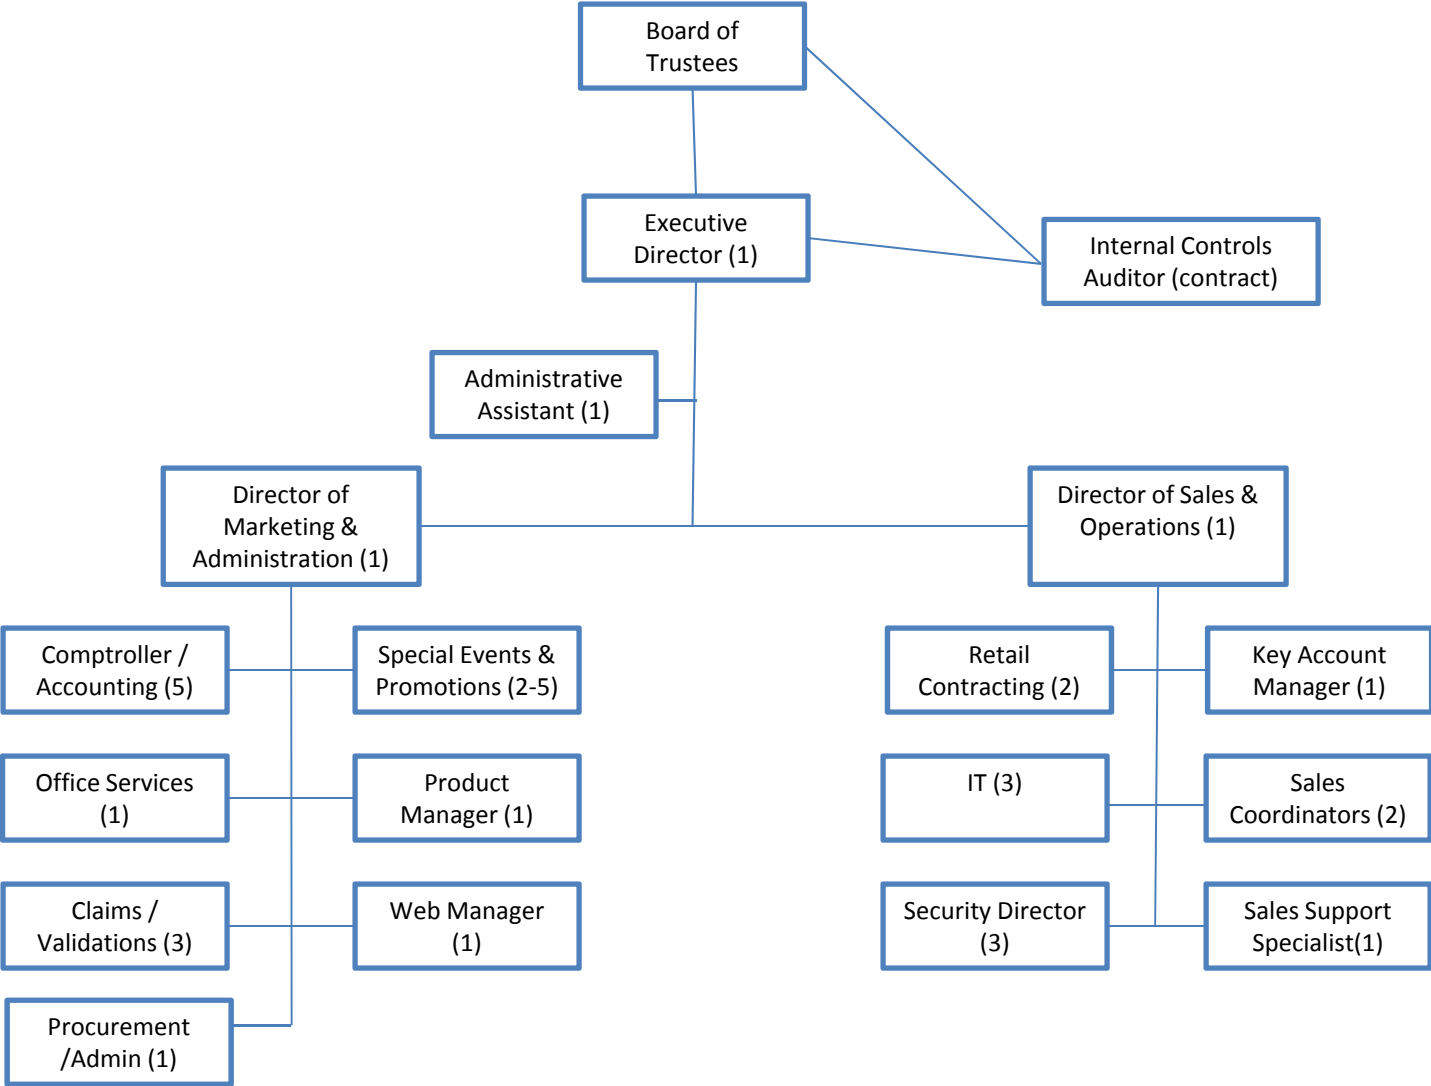 Board of
Trustees
Executive
Director (1)
Internal Controls
Auditor (contract)
Administrative
Assistant (1)
Director of
Marketing &
Administration (1)
Director of Sales &
Operations (1)
Comptroller /
Accounting (5)
Special Events &
Promotions (2-5)
Retail
Contracting (2)
Key Account
Manager (1)
Office Services
(1)
Product
Manager (1)
IT (3)
Sales
Coordinators (2)
Claims /
Validations (3)
Web Manager
(1)
Security Director
(3)
Sales Support
Specialist(1)
Procurement
/Admin (1)